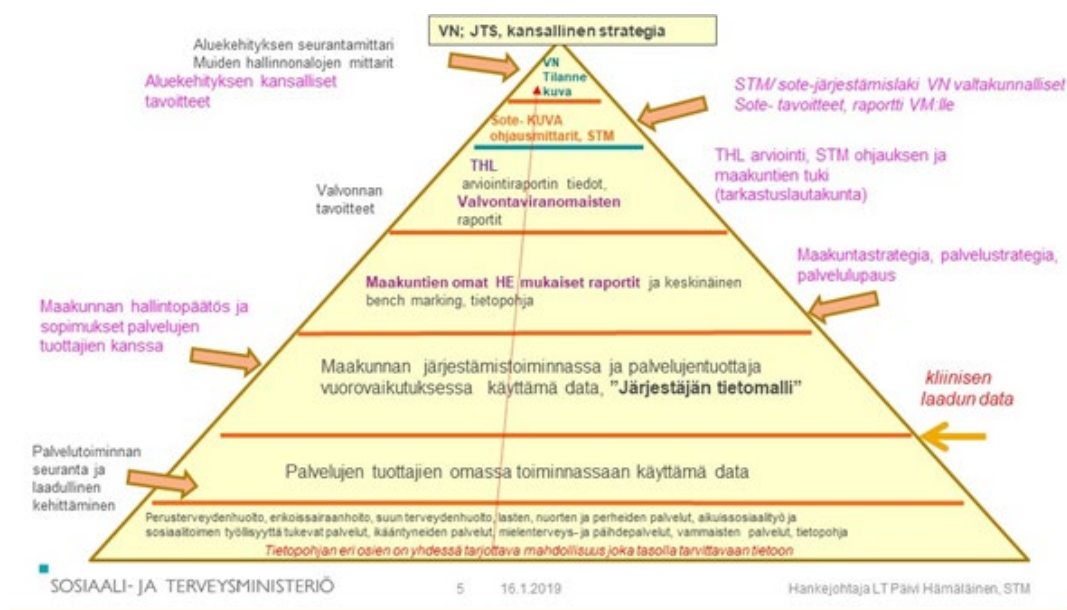 VN; JTS, kansallinen strategia
Aluekehityksen seurantamittari
Muiden hallinnonalojen mittarit
Aluekehityksen kansalliset
tavoitteet
VN
Tilanne
kuva
STM/ sote-järjestämislaki VN valtakunnalliset
Sote- tavoitteet, raportti VM:lle
Sote- KUVA
ohjausmittarit, STM
THL arviointi, STM ohjauksen ja
maakuntien tuki
(tarkastuslautakunta)
THL
arviointiraportin tiedot,
Valvontaviranomaisten
raportit
Valvonnan
tavoitteet
Maakuntastrategia, palvelustrategia,
palvelulupaus
Maakuntien omat HE mukaiset raportit ja keskinäinen
bench marking, tietopohja
Maakunnan hallintopäätös ja
sopimukset palvelujen
tuottajien kanssa
Maakunnan järjestämistoiminnassa ja palvelujentuottaja
vuorovaikutuksessa käyttämä data, ”Järjestäjän tietomalli”
kliinisen
laadun data
Palvelutoiminnan
seuranta ja
laadullinen
kehittäminen
Palvelujen tuottajien omassa toiminnassaan käyttämä data
Perusterveydenhuolto, erikoissairaanhoito, suun terveydenhuolto, lasten, nuorten ja perheiden palvelut, aikuissosiaalityö ja
sosiaalitoimen työllisyyttä tukevat palvelut, ikääntyneiden palvelut, mielenterveys- ja päihdepalvelut, vammaisten palvelut, tietopohja
Tietopohjan eri osien on yhdessä tarjottava mahdollisuus joka tasolla tarvittavaan tietoon
SOSIAALI- JA TERVEYSMINISTERIÖ
5
16.1.2019
Hankejohtaja LT Päivi Hämäläinen, STM